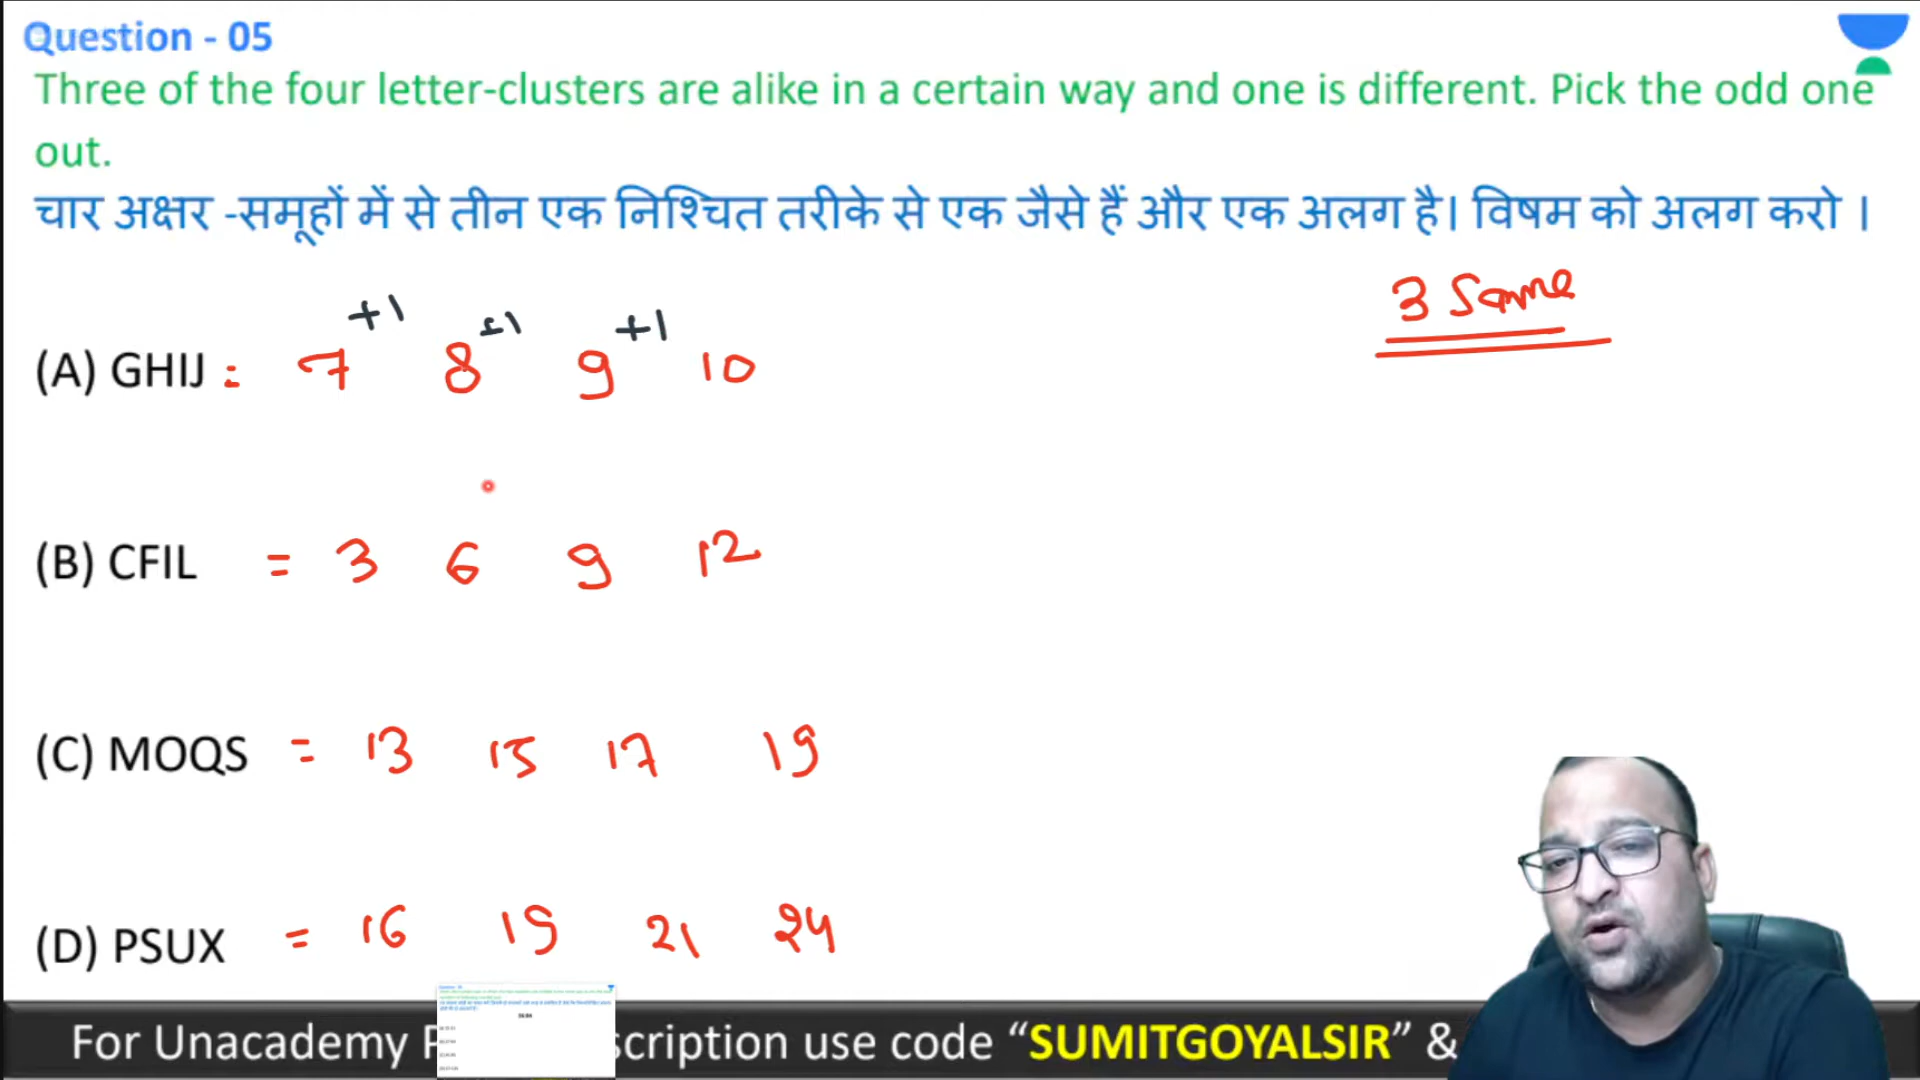 Question - 05
Three of the four letter-clusters are alike in a certain way and one is different. Pick the odd one
out.
चार अक्षर -समूहों में से तीन एक निश्चित तरीके से एक जैसे हैं और एक अलग है। विषम को अलग करो ।
3 Same
+1 +1 +1
(A) GHIJ = 7 8 9 10
(B) CFIL = 3 6 9 12
(C) MOQS = 13 15 17 19
(D) PSUX = 16 19 21 24
For Unacademy scription use code “SUMITGOYALSIR” &